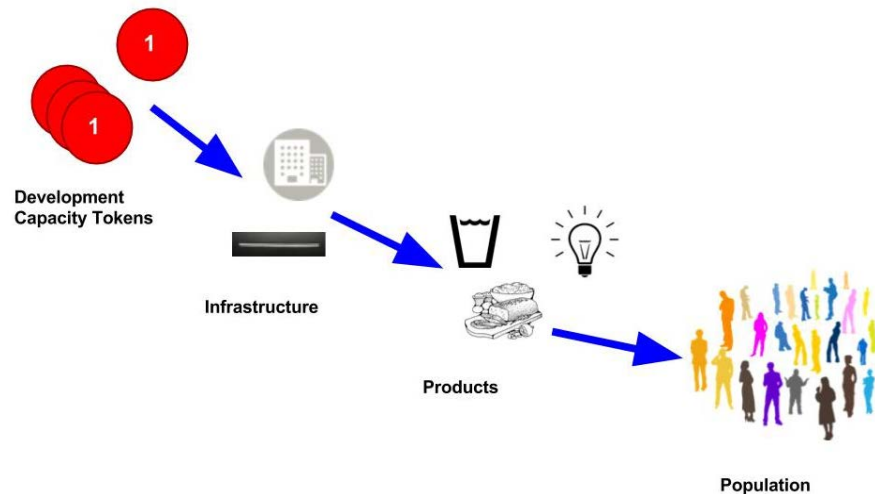 1
1
Development
Capacity Tokens
Infrastructure
Products
Population